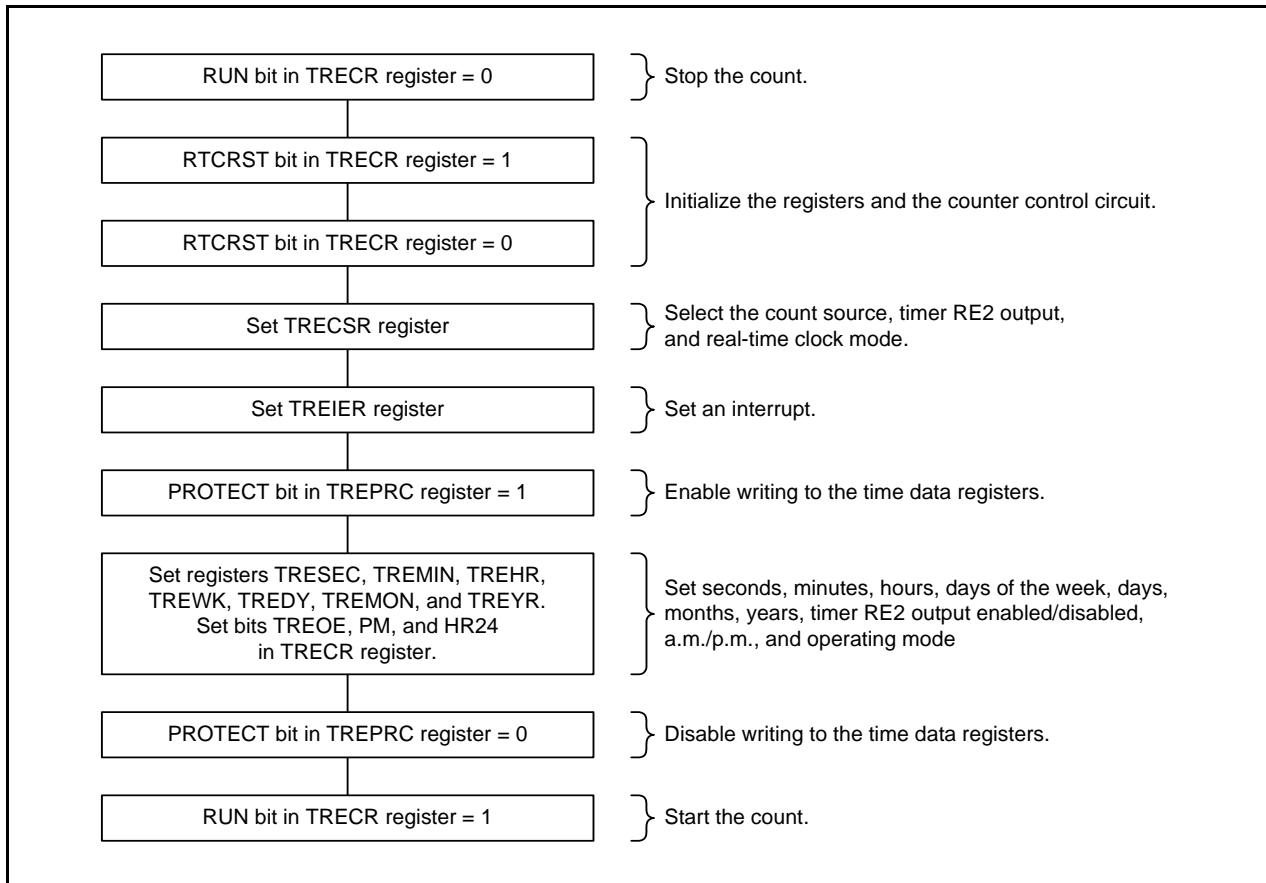 RUN bit in TRECR register = 0
Stop the count.
RTCRST bit in TRECR register = 1
RTCRST bit in TRECR register = 0
Initialize the registers and the counter control circuit.
Set TRECSR register
Select the count source, timer RE2 output,
and real-time clock mode.
Set TREIER register
Set an interrupt.
PROTECT bit in TREPRC register = 1
Enable writing to the time data registers.
Set registers TRESEC, TREMIN, TREHR,
TREWK, TREDY, TREMON, and TREYR.
Set bits TREOE, PM, and HR24
in TRECR register.
Set seconds, minutes, hours, days of the week, days,
months, years, timer RE2 output enabled/disabled,
a.m./p.m., and operating mode
PROTECT bit in TREPRC register = 0
Disable writing to the time data registers.
RUN bit in TRECR register = 1
Start the count.